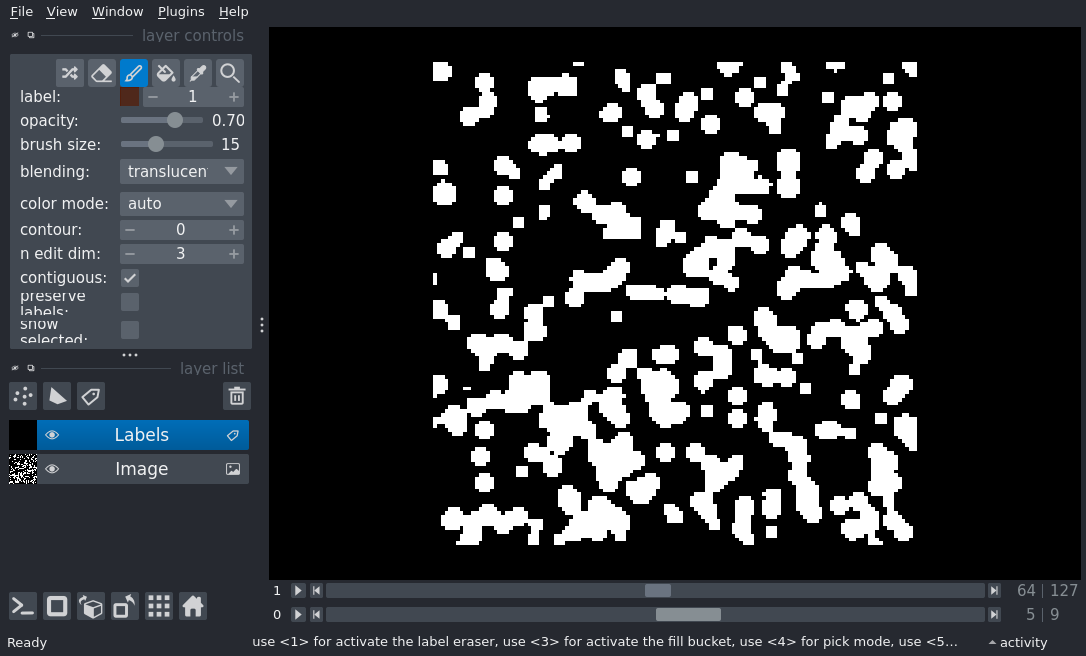 File View Window Plugins Help
layer controls
label: 1
opacity: 0.70
brush size: 15
blending: translucen
color mode: auto
contour: 0
n edit dim: 3
contiguous:
preserve
labels:
show
selected:
layer list
Labels
Image
1 64 | 127
0 5 | 9
Ready use <1> for activate the label eraser, use <3> for activate the fill bucket, use <4> for pick mode, use <5... activity